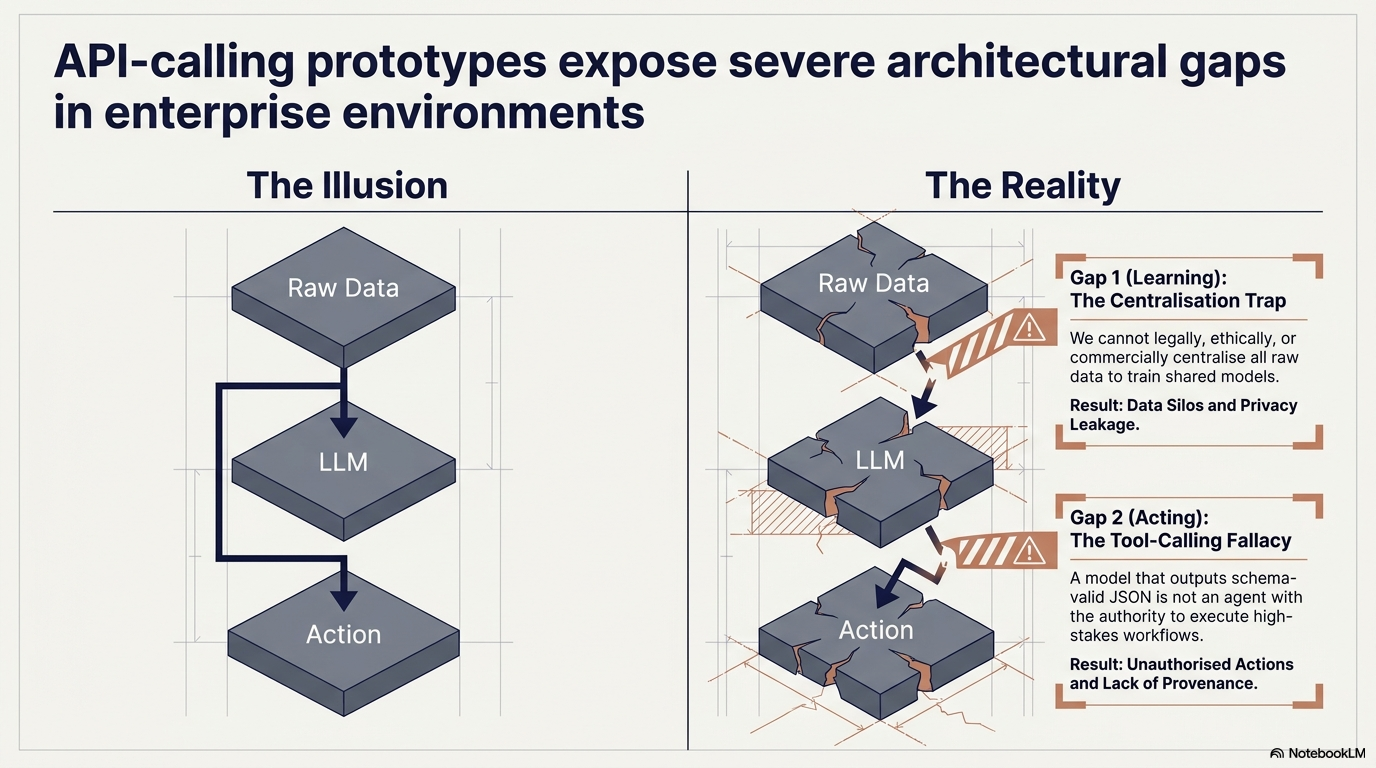 API-calling prototypes expose severe architectural gaps
in enterprise environments
The Illusion
Raw Data
LLM
Action
The Reality
Raw Data
LLM
Action
Gap 1 (Learning):
The Centralisation Trap
We cannot legally, ethically, or
commercially centralise all raw
data to train shared models.
Result: Data Silos and Privacy
Leakage.
Gap 2 (Acting):
The Tool-Calling Fallacy
A model that outputs schema-
valid JSON is not an agent with
the authority to execute high-
stakes workflows.
Result: Unauthorised Actions
and Lack of Provenance.
NotebookLM